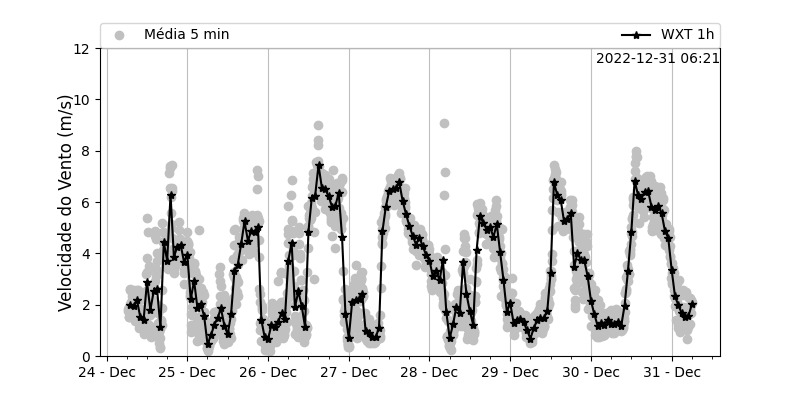 Média 5 min WXT 1h
2022-12-31 06:21
Velocidade do Vento (m/s)
12
10
8
6
4
2
0
24 - Dec 25 - Dec 26 - Dec 27 - Dec 28 - Dec 29 - Dec 30 - Dec 31 - Dec